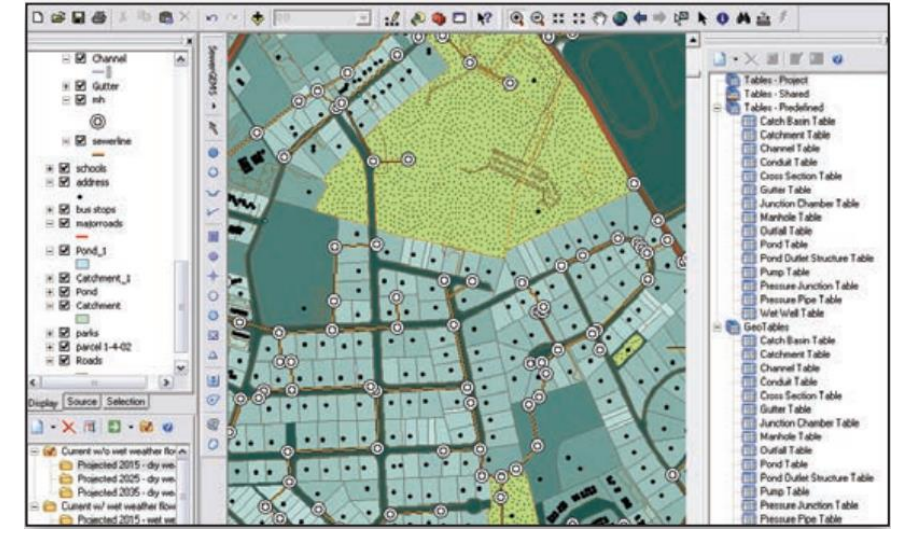 Channel
Gutter
mh
sewerline
schools
address
bus stops
majorroads
Pond_1
Catchment_1
Pond
Catchment
parks
parcel 1-4-02
Roads
Display Source Selection
Current w/o wet weather flow
Projected 2015 - dry we
Projected 2025 - dry we
Projected 2035 - dry we
Current w/ wet weather flow
Projected 2015 - wet we
SewerGEMS
Tables - Project
Tables - Shared
Tables - Predefined
Catch Basin Table
Catchment Table
Channel Table
Conduit Table
Cross Section Table
Gutter Table
Junction Chamber Table
Manhole Table
Outfall Table
Pond Table
Pond Outlet Structure Table
Pump Table
Pressure Junction Table
Pressure Pipe Table
Wet Well Table
GeoTables
Catch Basin Table
Catchment Table
Channel Table
Conduit Table
Cross Section Table
Gutter Table
Junction Chamber Table
Manhole Table
Outfall Table
Pond Table
Pond Outlet Structure Table
Pump Table
Pressure Junction Table
Pressure Pipe Table